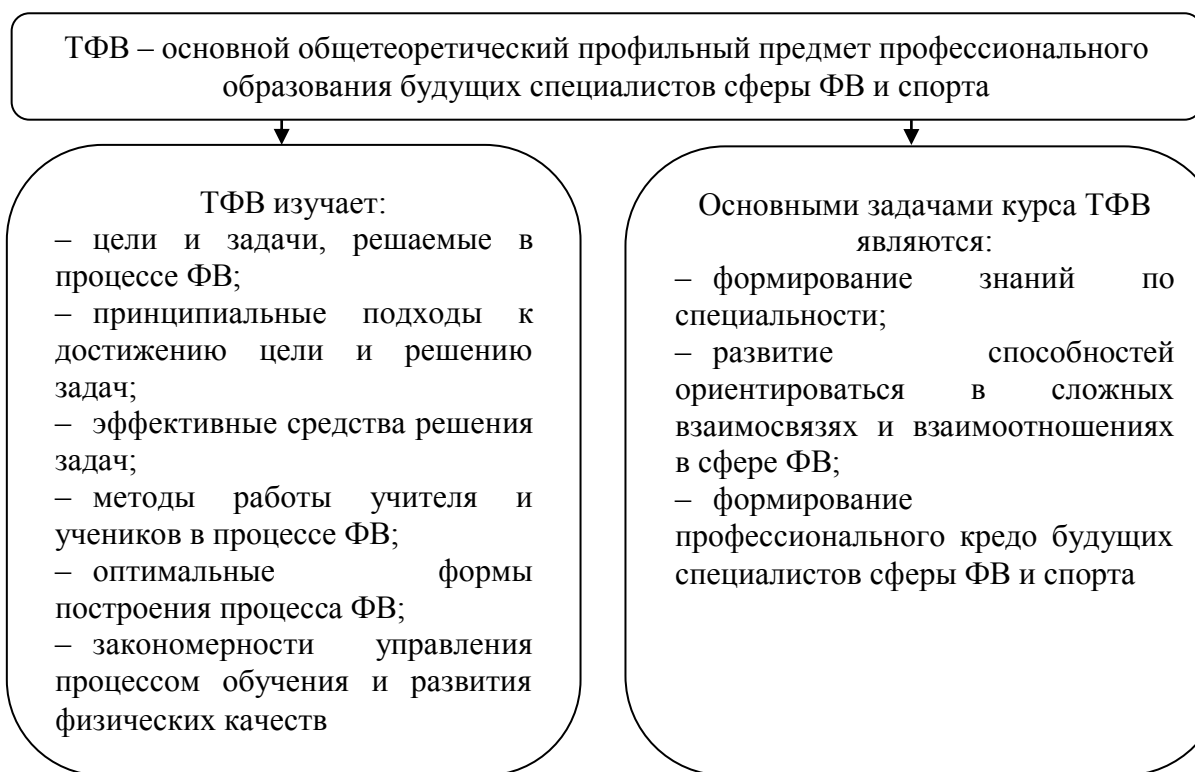 ТФВ – основной общетеоретический профильный предмет профессионального
образования будущих специалистов сферы ФВ и спорта
ТФВ изучает:
– цели и задачи, решаемые в
процессе ФВ;
– принципиальные подходы к
достижению цели и решению
задач;
– эффективные средства решения
задач;
– методы работы учителя и
учеников в процессе ФВ;
– оптимальные формы
построения процесса ФВ;
– закономерности управления
процессом обучения и развития
физических качеств
Основными задачами курса ТФВ
являются:
– формирование знаний по
специальности;
– развитие способностей
ориентироваться в сложных
взаимосвязях и взаимоотношениях
в сфере ФВ;
– формирование
профессионального кредо будущих
специалистов сферы ФВ и спорта